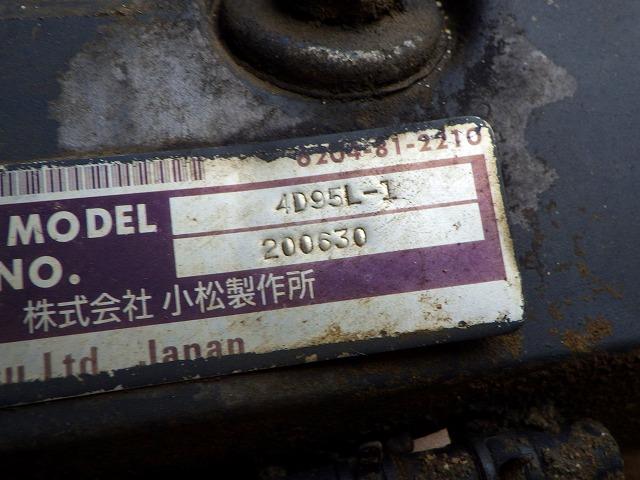 6204-81-2210
MODEL 4D95L-1
NO. 200630
株式会社 小松製作所
u Ltd. Japan